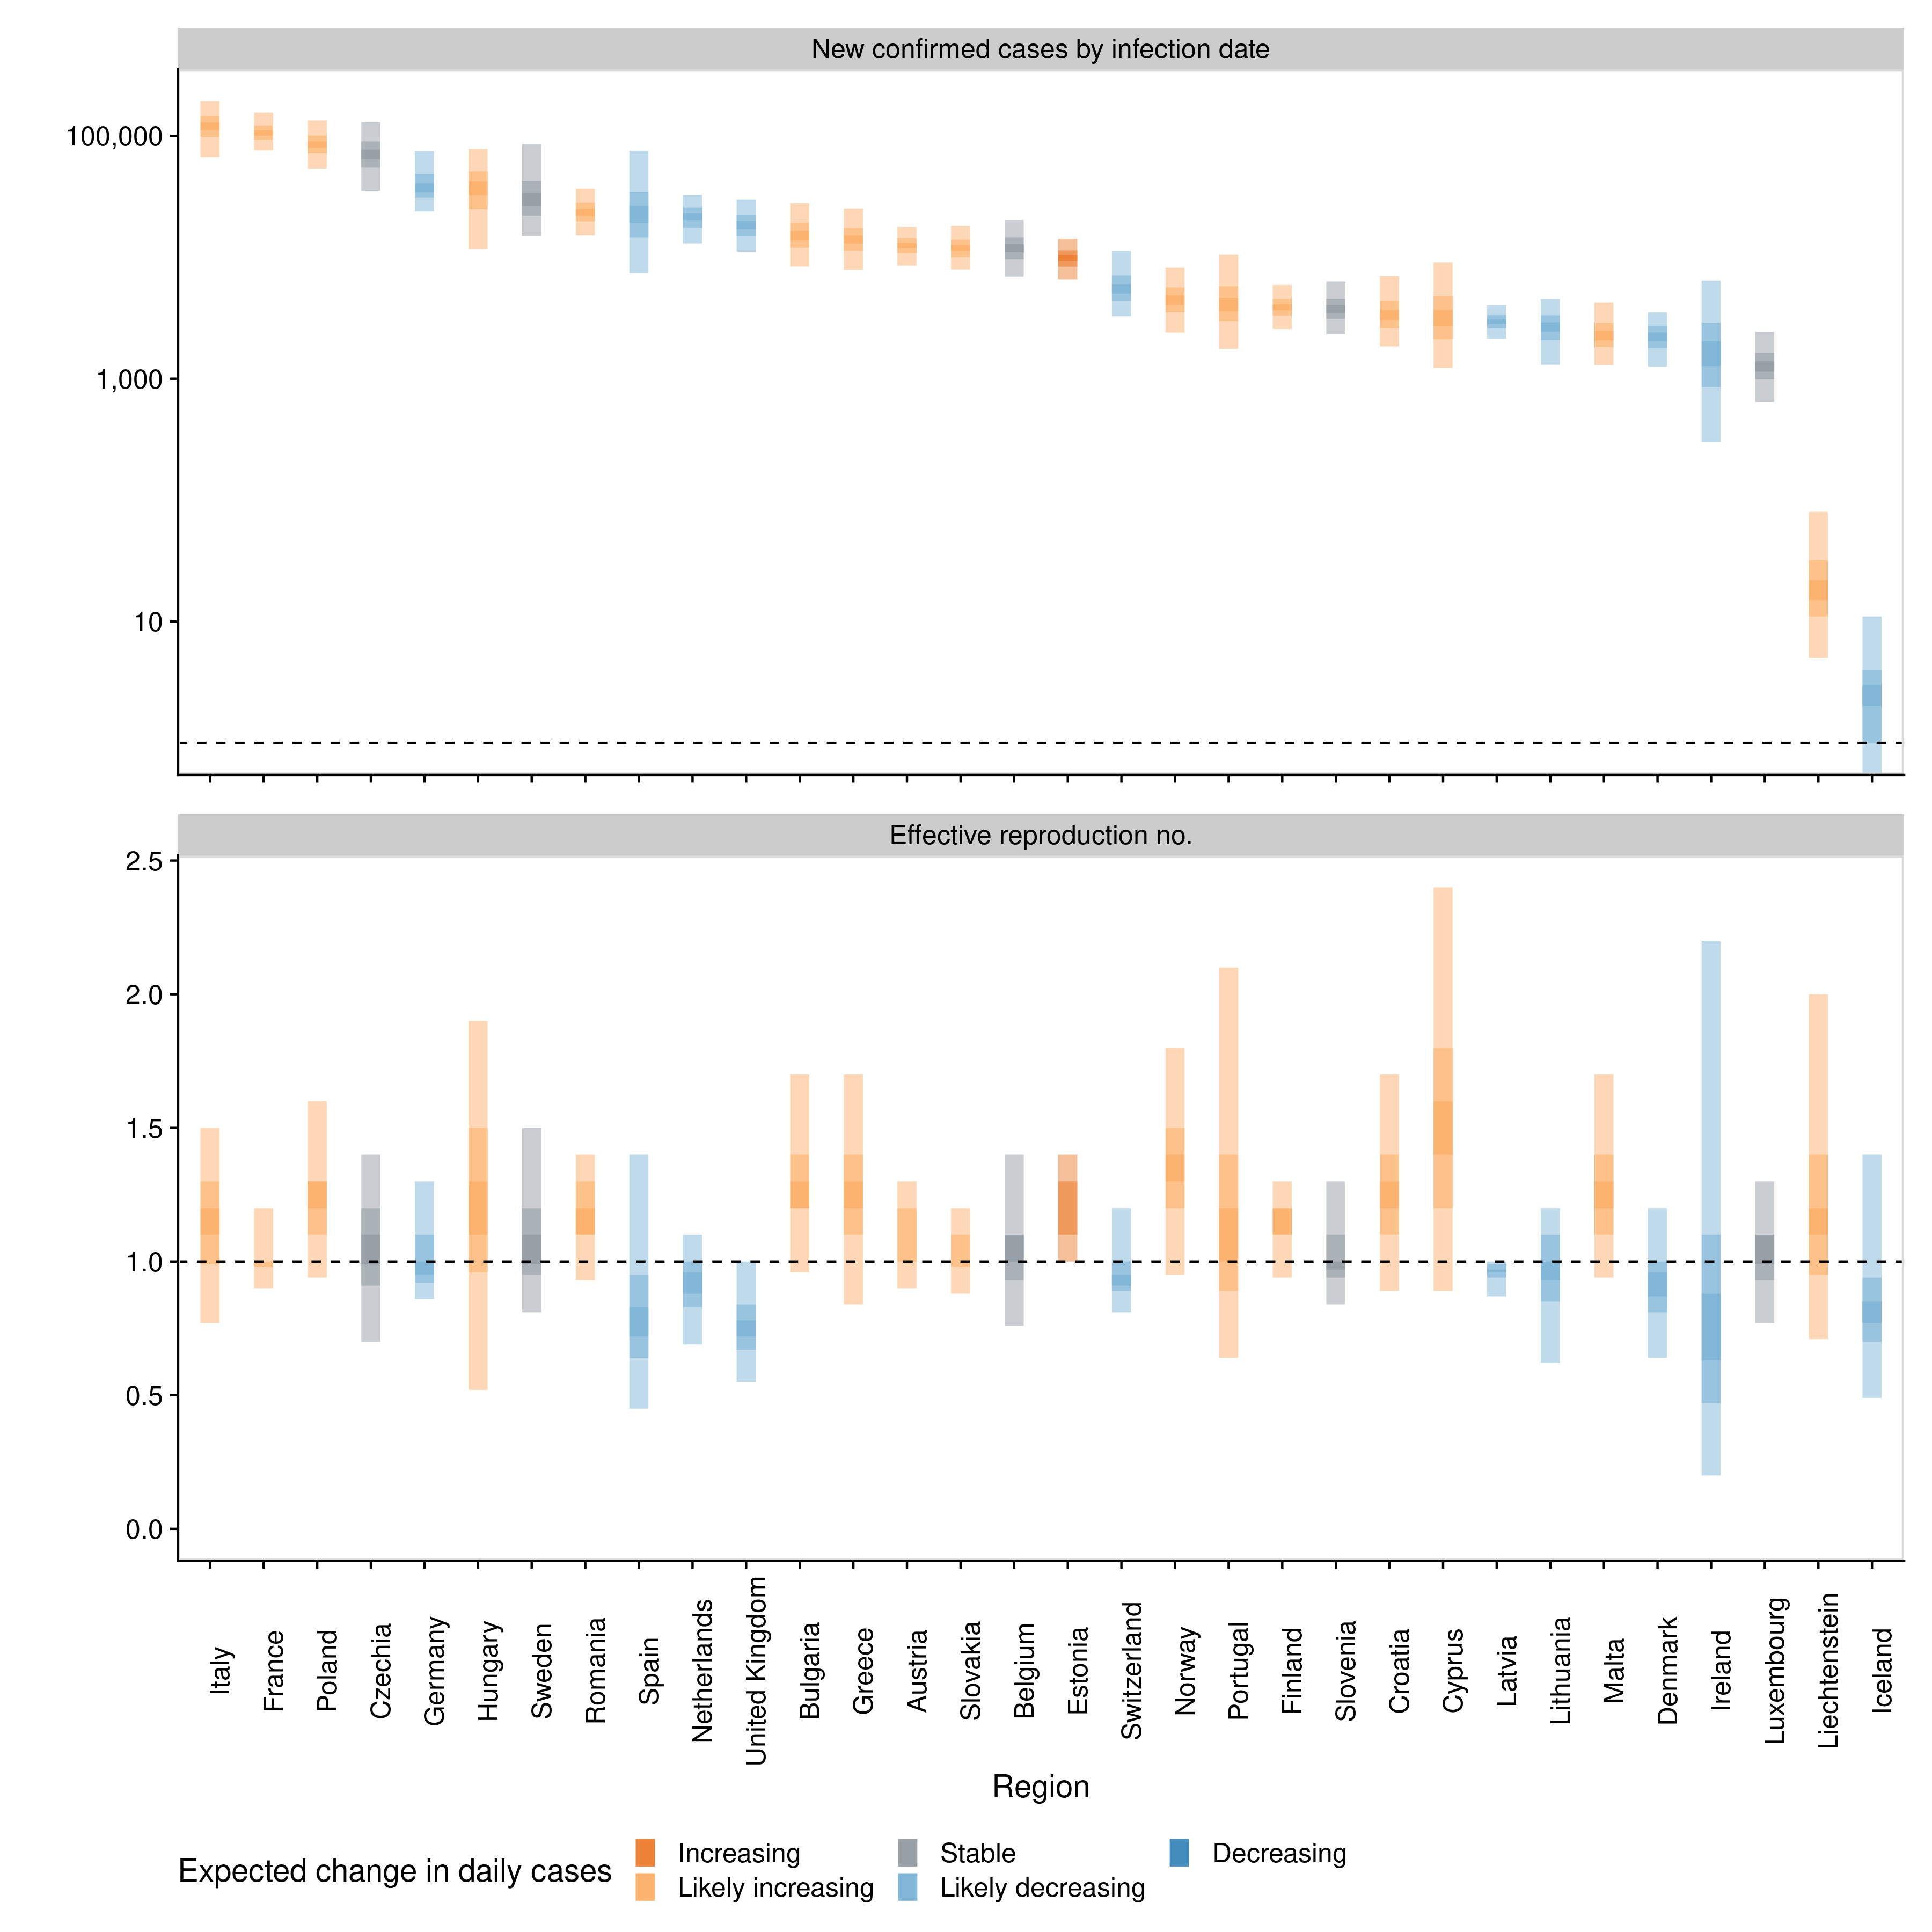 New confirmed cases by infection date
100,000
1,000
10
Effective reproduction no.
2.5
2.0
1.5
1.0
0.5
0.0
Italy
France
Poland
Czechia
Germany
Hungary
Sweden
Romania
Spain
Netherlands
United Kingdom
Bulgaria
Greece
Austria
Slovakia
Belgium
Estonia
Switzerland
Norway
Portugal
Finland
Slovenia
Croatia
Cyprus
Latvia
Lithuania
Malta
Denmark
Ireland
Luxembourg
Liechtenstein
Iceland
Region
Expected change in daily cases
Increasing
Stable
Decreasing
Likely increasing
Likely decreasing